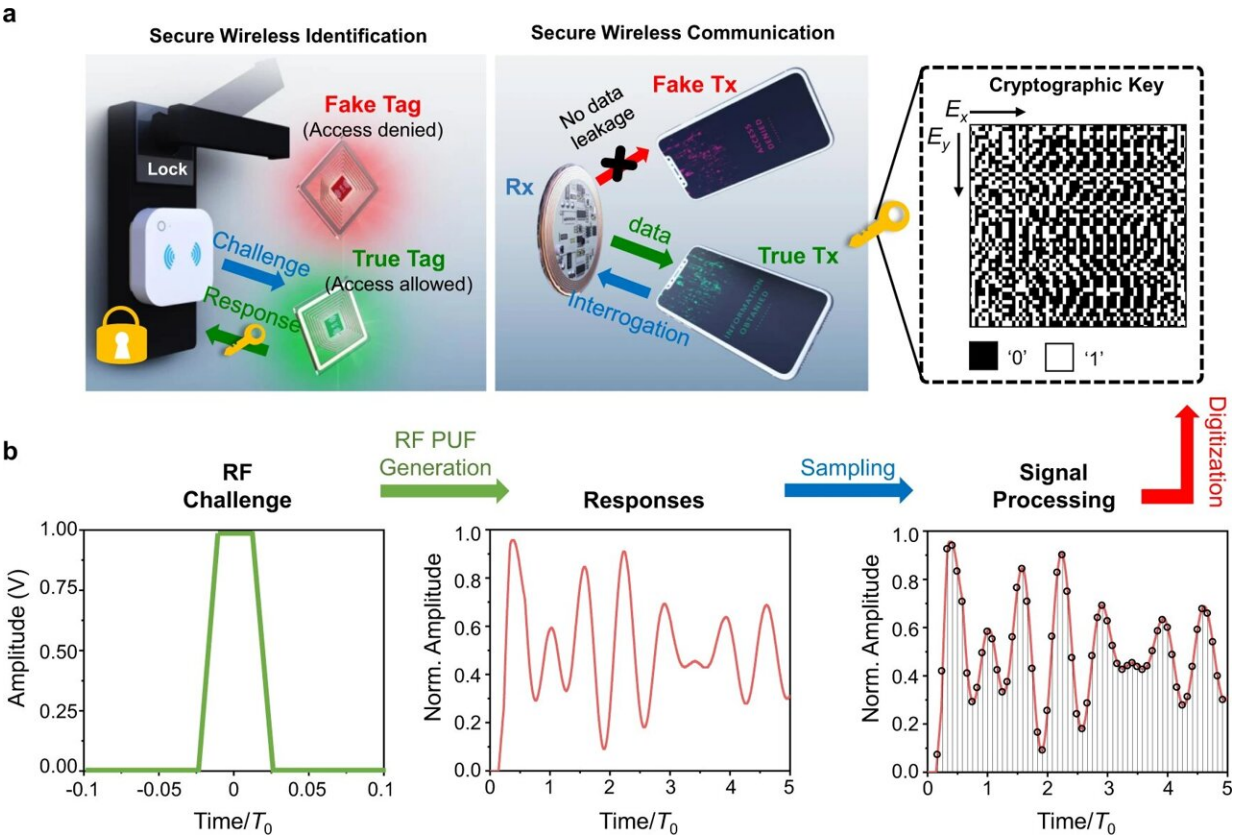 a
Secure Wireless Identification
Secure Wireless Communication
Fake Tag
(Access denied)
Lock
Challenge
Response
True Tag
(Access allowed)
No data
leakage
Fake Tx
ACCESS
DENIED
Rx
data
Interrogation
True Tx
INFORMATION
OBTANIED
Cryptographic Key
Ex
Ey
‘0’ ‘1’
Digitization
b
RF
Challenge
RF PUF
Generation
Responses
Sampling
Signal
Processing
Amplitude (V)
1.00
0.75
0.50
0.25
0.00
-0.1 -0.05 0 0.05 0.1
Time/T0
Norm. Amplitude
1.0
0.8
0.6
0.4
0.2
0.0
0 1 2 3 4 5
Time/T0
Norm. Amplitude
1.0
0.8
0.6
0.4
0.2
0.0
0 1 2 3 4 5
Time/T0